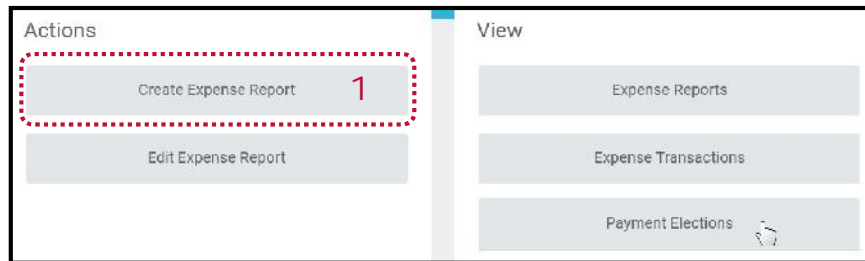 Actions
Create Expense Report 1
Edit Expense Report
View
Expense Reports
Expense Transactions
Payment Elections